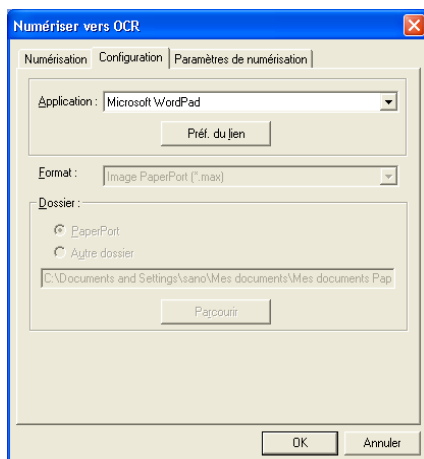 Numériser vers OCR
Numérisation Configuration Paramètres de numérisation
Application : Microsoft WordPad
Préf. du lien
Format : Image PaperPort (*.max)
Dossier :
PaperPort
Autre dossier
C:\Documents and Settings\sano\Mes documents\Mes documents Pap
Parcourir
OK Annuler